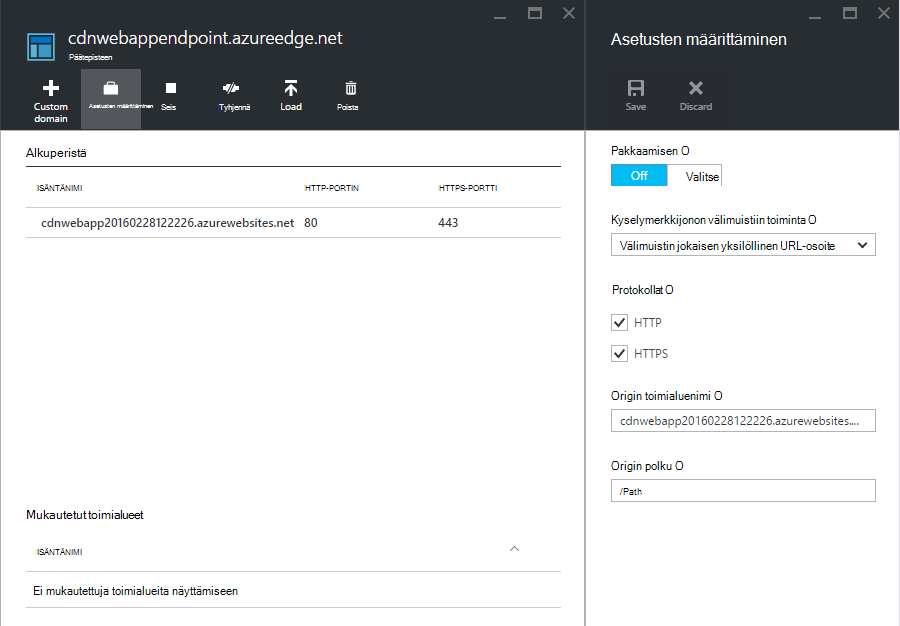 cdnwebappendpoint.azureedge.net
Päätepisteen
Custom domain
Asetusten määrittäminen
Seis
Tyhjennä
Load
Poista
Alkuperistä
ISÄNTÄNIMI HTTP-PORTIN HTTPS-PORTTI
cdnwebapp20160228122226.azurewebsites.net 80 443
Mukautetut toimialueet
ISÄNTÄNIMI
Ei mukautettuja toimialueita näyttämiseen
Asetusten määrittäminen
Save
Discard
Pakkaamisen O
Off Valitse
Kyselymerkkijonon välimuistiin toiminta O
Välimuistin jokaisen yksilöllinen URL-osoite
Protokollat O
HTTP
HTTPS
Origin toimialuenimi O
cdnwebapp20160228122226.azurewebsites....
Origin polku O
/Path